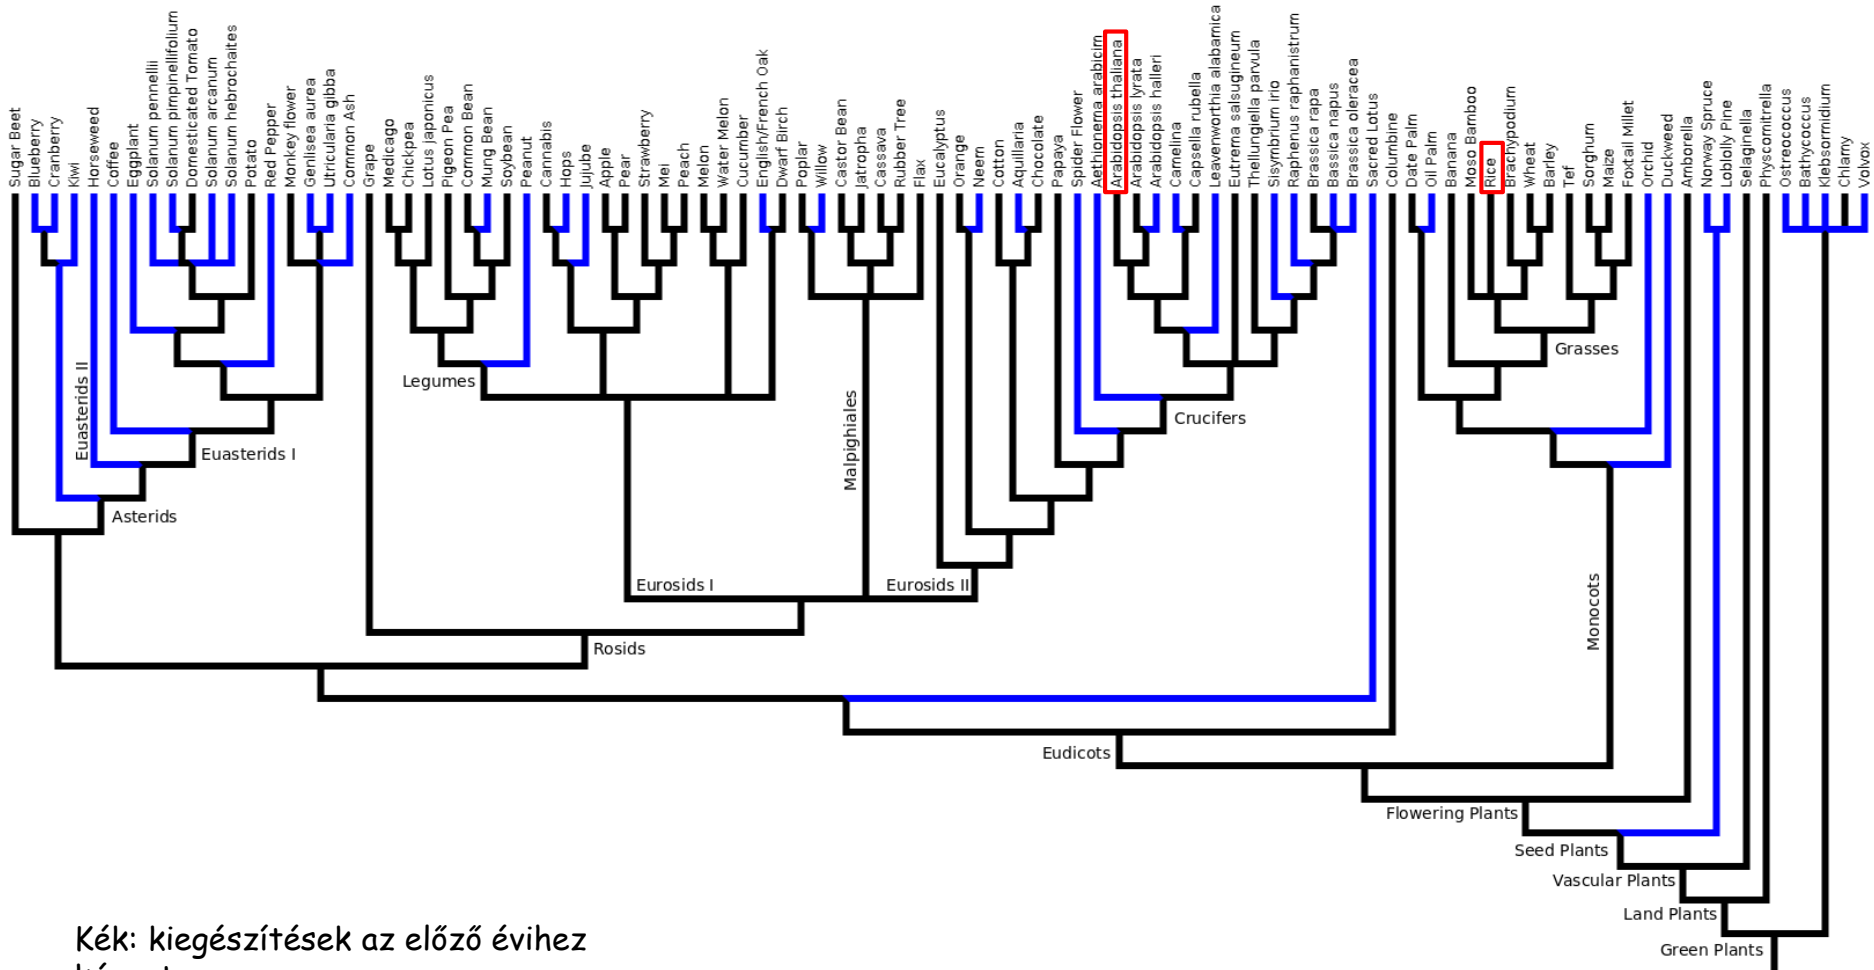 Sugar Beet
Blueberry
Cranberry
Kiwi
Horseweed
Coffee
Eggplant
Solanum pennellii
Solanum pimpinellifolium
Domesticated Tomato
Solanum arcanum
Solanum hebrochaites
Potato
Red Pepper
Monkey flower
Genlisea aurea
Utricularia gibba
Common Ash
Grape
Medicago
Chickpea
Lotus japonicus
Pigeon Pea
Common Bean
Mung Bean
Soybean
Peanut
Cannabis
Hops
Jujube
Apple
Pear
Strawberry
Mei
Peach
Melon
Water Melon
Cucumber
English/French Oak
Dwarf Birch
Poplar
Willow
Castor Bean
Jatropha
Cassava
Rubber Tree
Flax
Eucalyptus
Orange
Neem
Cotton
Aquillaria
Chocolate
Papaya
Spider Flower
Aethionema arabicim
Arabidopsis thaliana
Arabidopsis lyrata
Arabidopsis halleri
Camelina
Capsella rubella
Leavenworthia alabamica
Eutrema salsugineum
Thellungiella parvula
Sisymbrium irio
Raphenus raphanistrum
Brassica rapa
Brassica napus
Brassica oleracea
Sacred Lotus
Columbine
Date Palm
Oil Palm
Banana
Moso Bamboo
Rice
Brachypodium
Wheat
Barley
Tef
Sorghum
Maze
Foxtail Millet
Orchid
Duckweed
Amborella
Norway Spruce
Loblolly Pine
Selaginella
Physcomitrella
Ostreococcus
Bathycoccus
Klebsormidium
Chlamy
Volvox
Grasses
Legumes
Euasterids II
Crucifers
Malpighiales
Euasterids I
Asterids
Eurosids I
Eurosids II
Monocots
Rosids
Eudicots
Flowering Plants
Seed Plants
Vascular Plants
Land Plants
Green Plants
Kék: kiegészítések az előző évihez